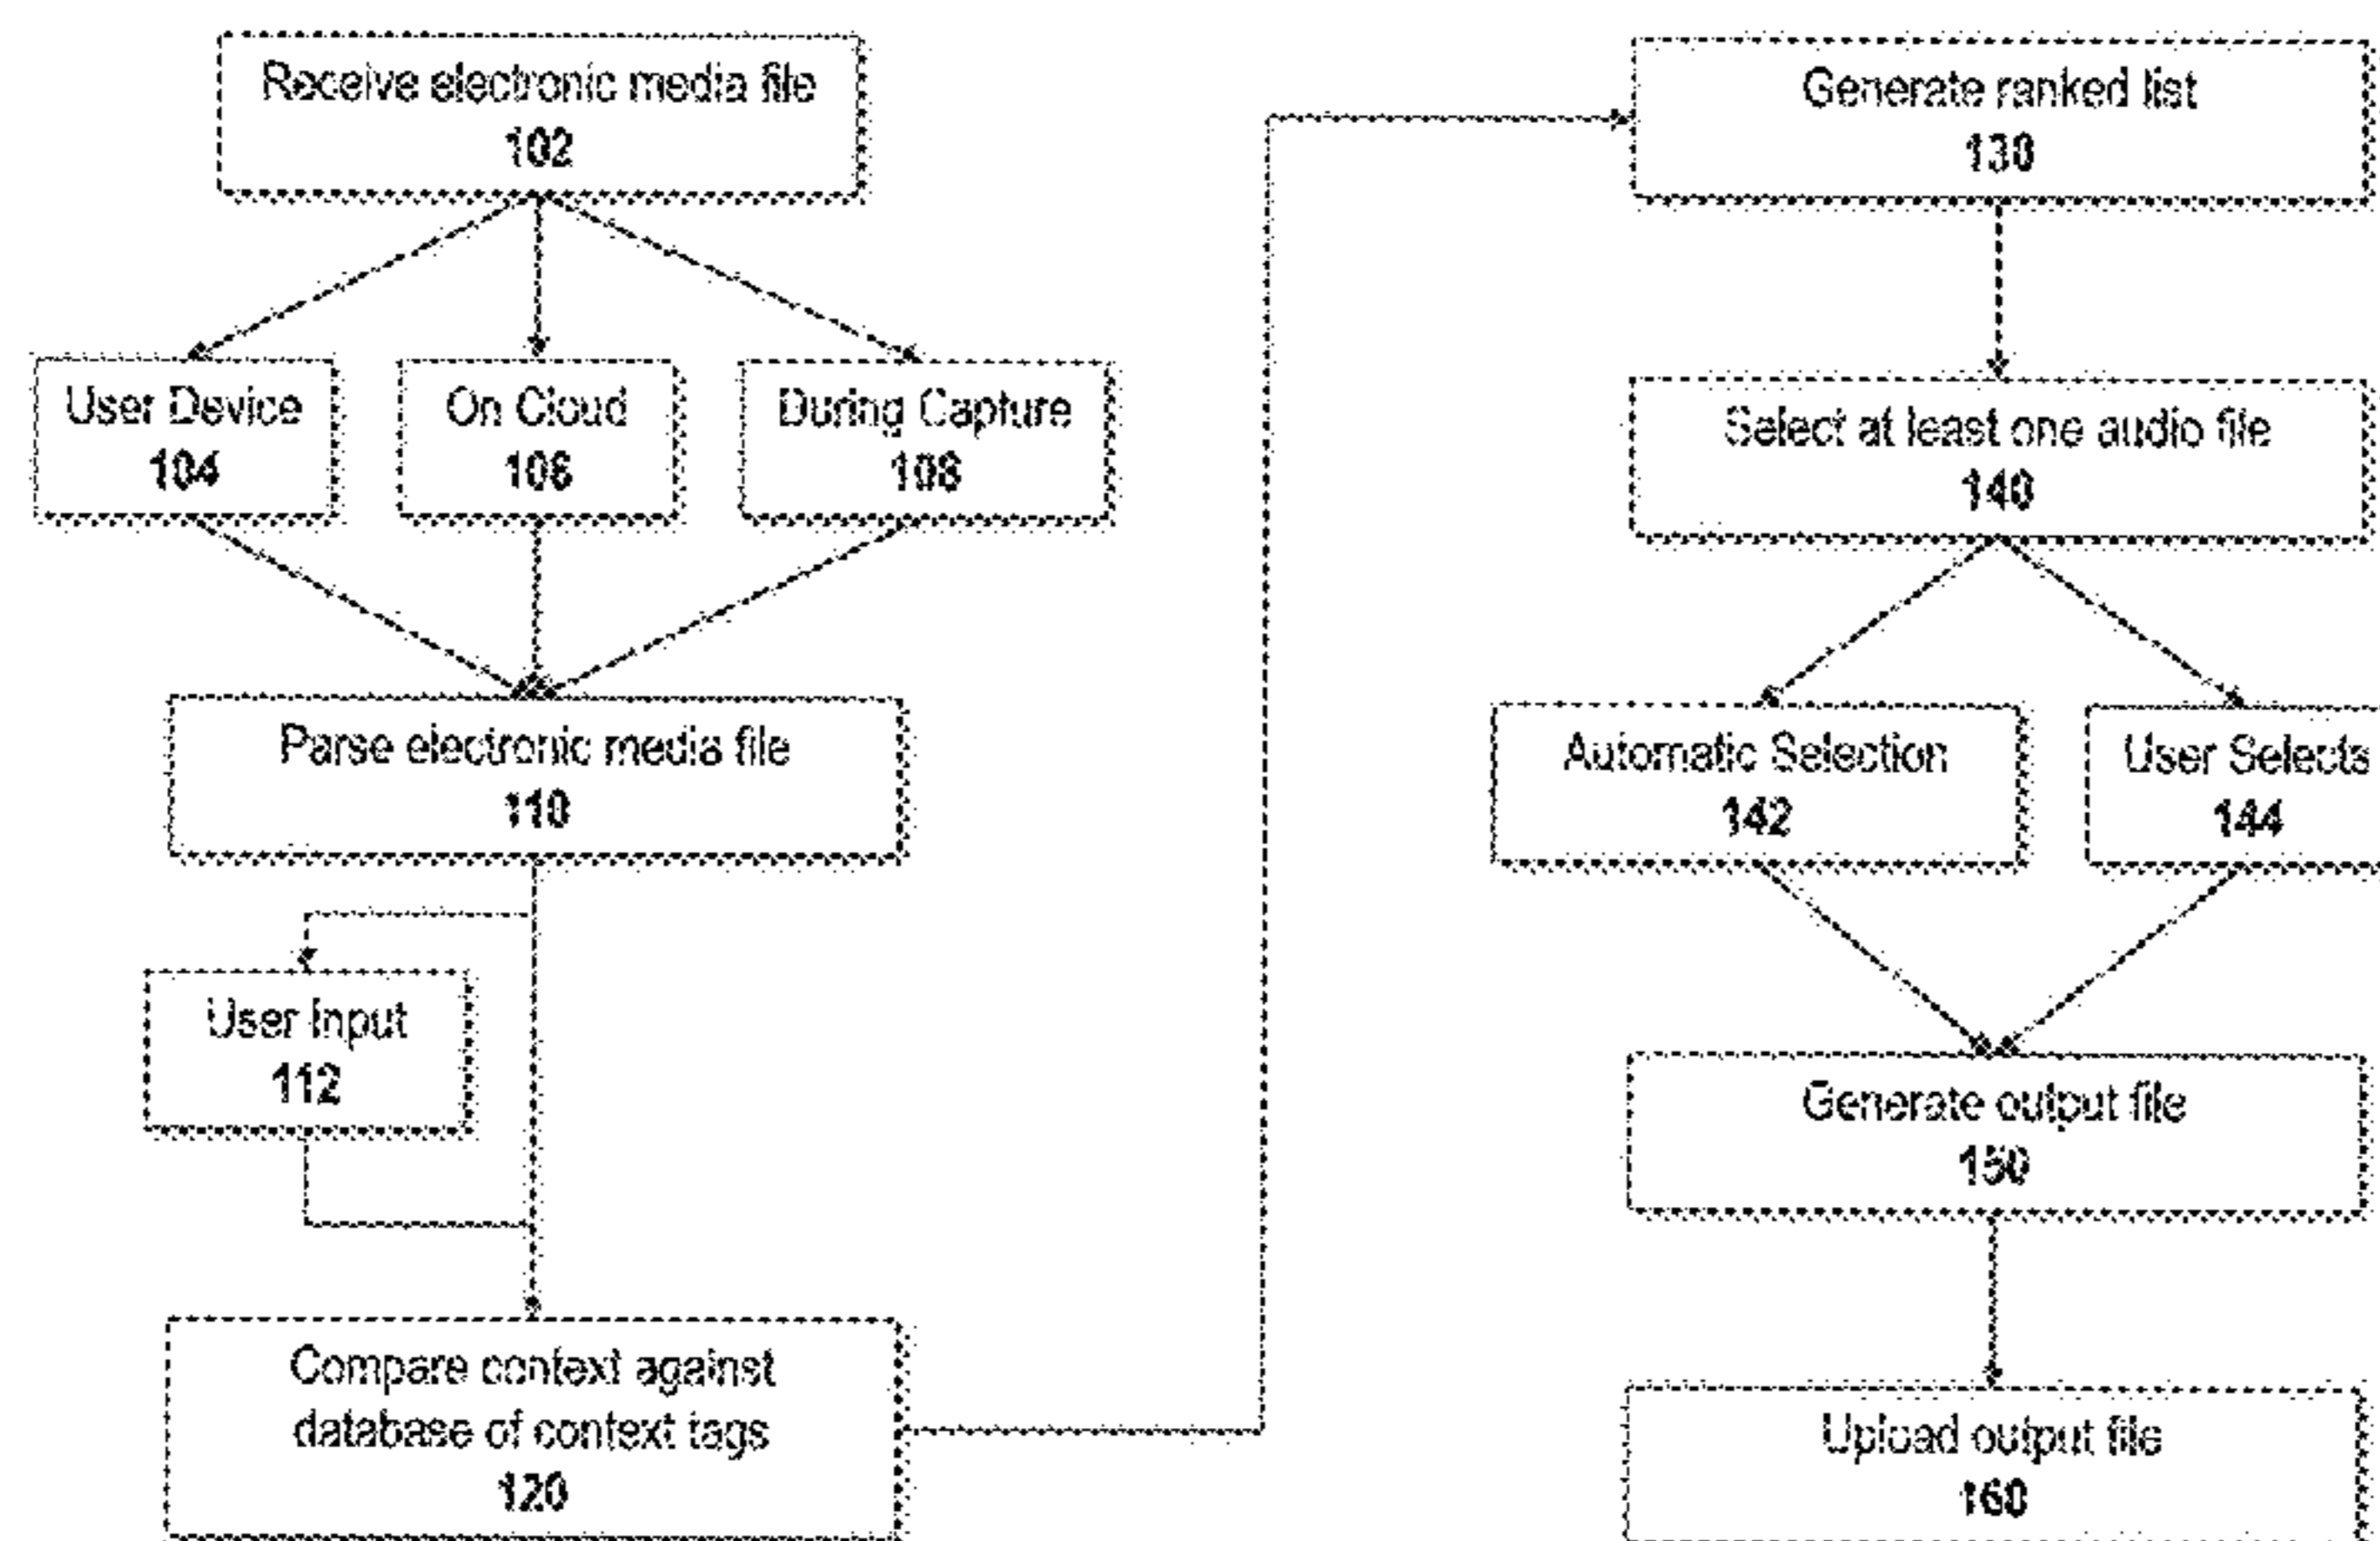 Receive electronic media file
102
User Device
104
On Cloud
106
During Capture
108
Parse electronic media file
110
User Input
112
Compare context against
database of context tags
120
Generate ranked list
130
Select at least one audio file
140
Automatic Selection
142
User Selects
144
Generate output file
150
Upload output file
160